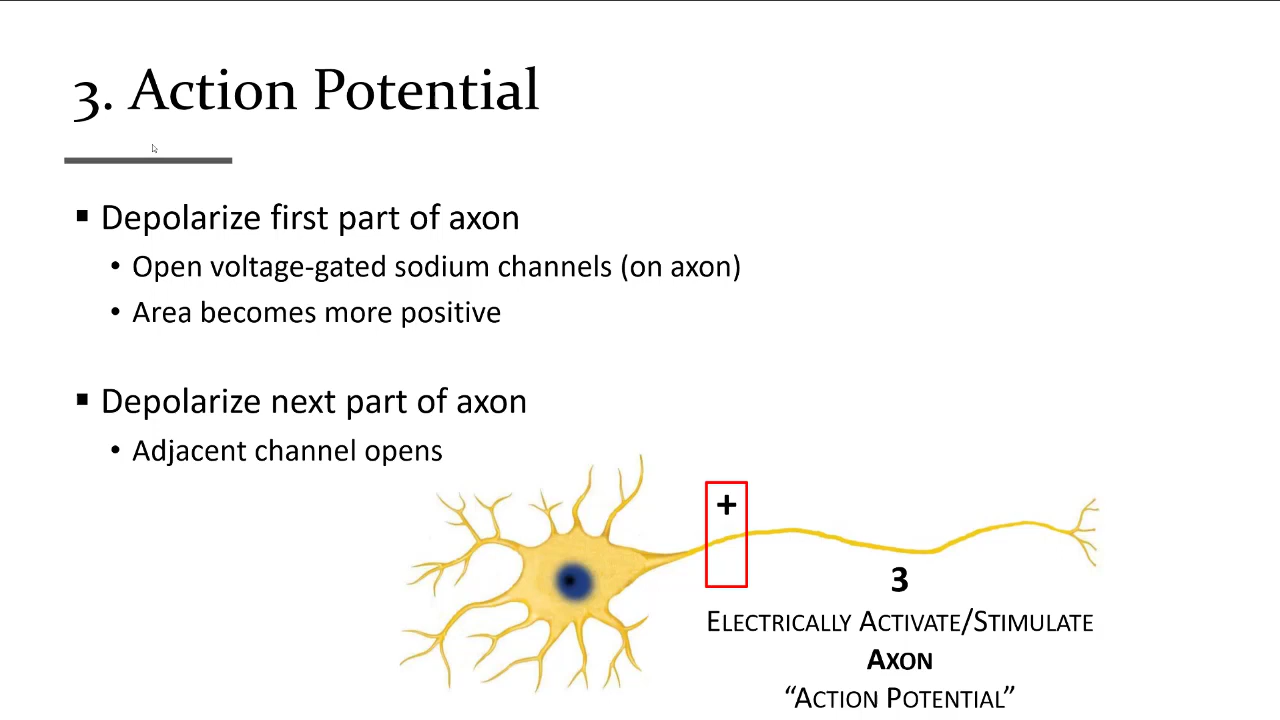 3. Action Potential
▪ Depolarize first part of axon
• Open voltage-gated sodium channels (on axon)
• Area becomes more positive
▪ Depolarize next part of axon
• Adjacent channel opens
+
3
Electrically Activate/Stimulate
Axon
“Action Potential”